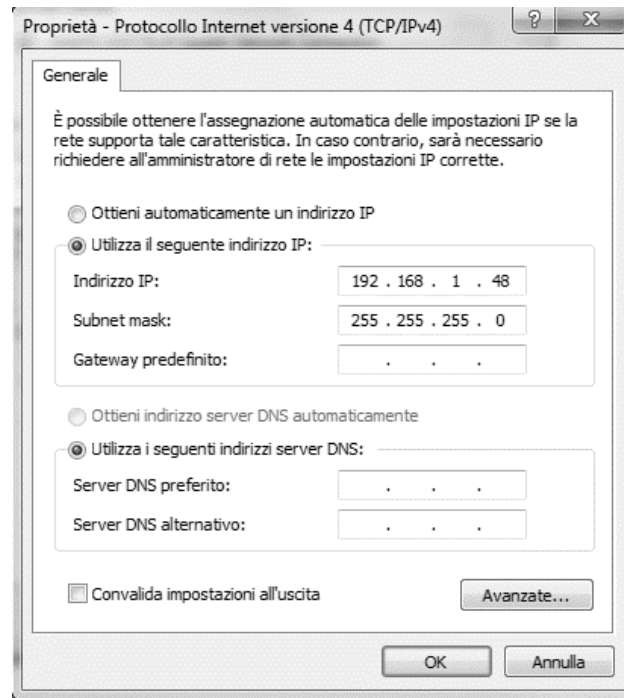 Proprietà - Protocollo Internet versione 4 (TCP/IPv4)
Generale
È possibile ottenere l'assegnazione automatica delle impostazioni IP se la
rete supporta tale caratteristica. In caso contrario, sarà necessario
richiedere all'amministratore di rete le impostazioni IP corrette.
Ottieni automaticamente un indirizzo IP
Utilizza il seguente indirizzo IP:
Indirizzo IP: 192 . 168 . 1 . 48
Subnet mask: 255 . 255 . 255 . 0
Gateway predefinito: . . .
Ottieni indirizzo server DNS automaticamente
Utilizza i seguenti indirizzi server DNS:
Server DNS preferito: . . .
Server DNS alternativo: . . .
Convalida impostazioni all'uscita Avanzate...
OK Annulla